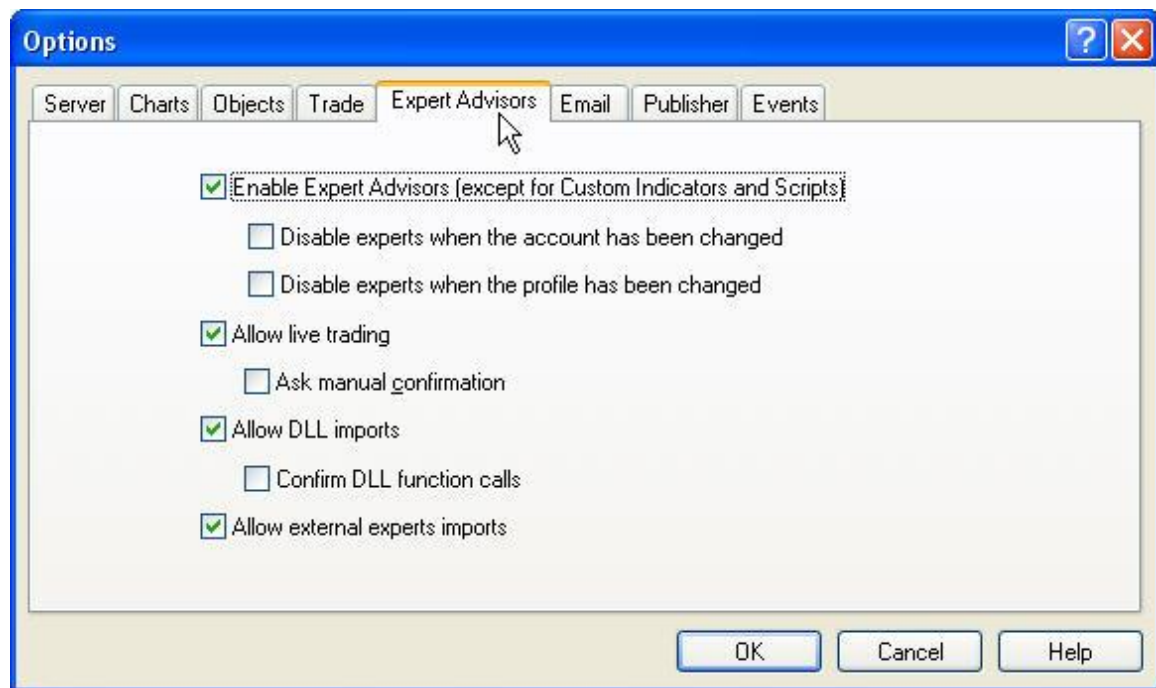 Options
Server Charts Objects Trade Expert Advisors Email Publisher Events
Enable Expert Advisors (except for Custom Indicators and Scripts)
Disable experts when the account has been changed
Disable experts when the profile has been changed
Allow live trading
Ask manual confirmation
Allow DLL imports
Confirm DLL function calls
Allow external experts imports
OK Cancel Help